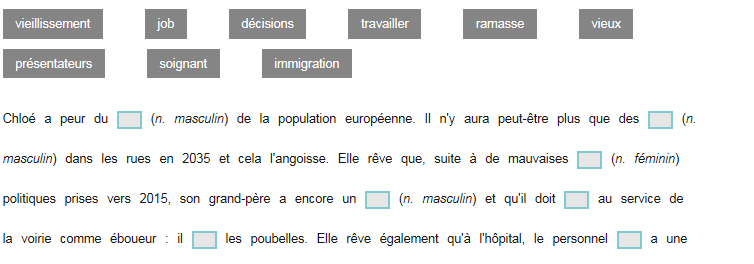 vieillissement job décisions travailler ramasse vieux
présentateurs soignant immigration
Chloé a peur du (n. masculin) de la population européenne. Il n'y aura peut-être plus que des (n.
masculin) dans les rues en 2035 et cela l'angoisse. Elle rêve que, suite à de mauvaises (n. féminin)
politiques prises vers 2015, son grand-père a encore un (n. masculin) et qu'il doit au service de
la voirie comme éboueur : il les poubelles. Elle rêve également qu'à l'hôpital, le personnel a une